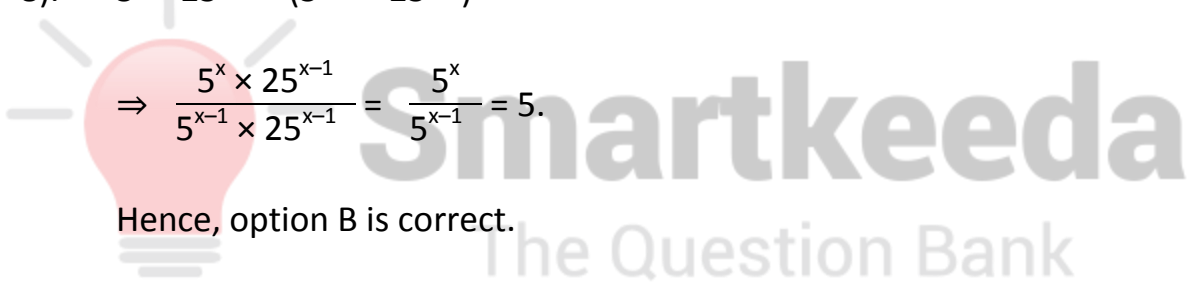 ⇒ 5^x × 25^(x–1) / 5^(x–1) × 25^(x–1) = 5^x / 5^(x–1) = 5.
Smartkeeda
Hence, option B is correct.
The Question Bank